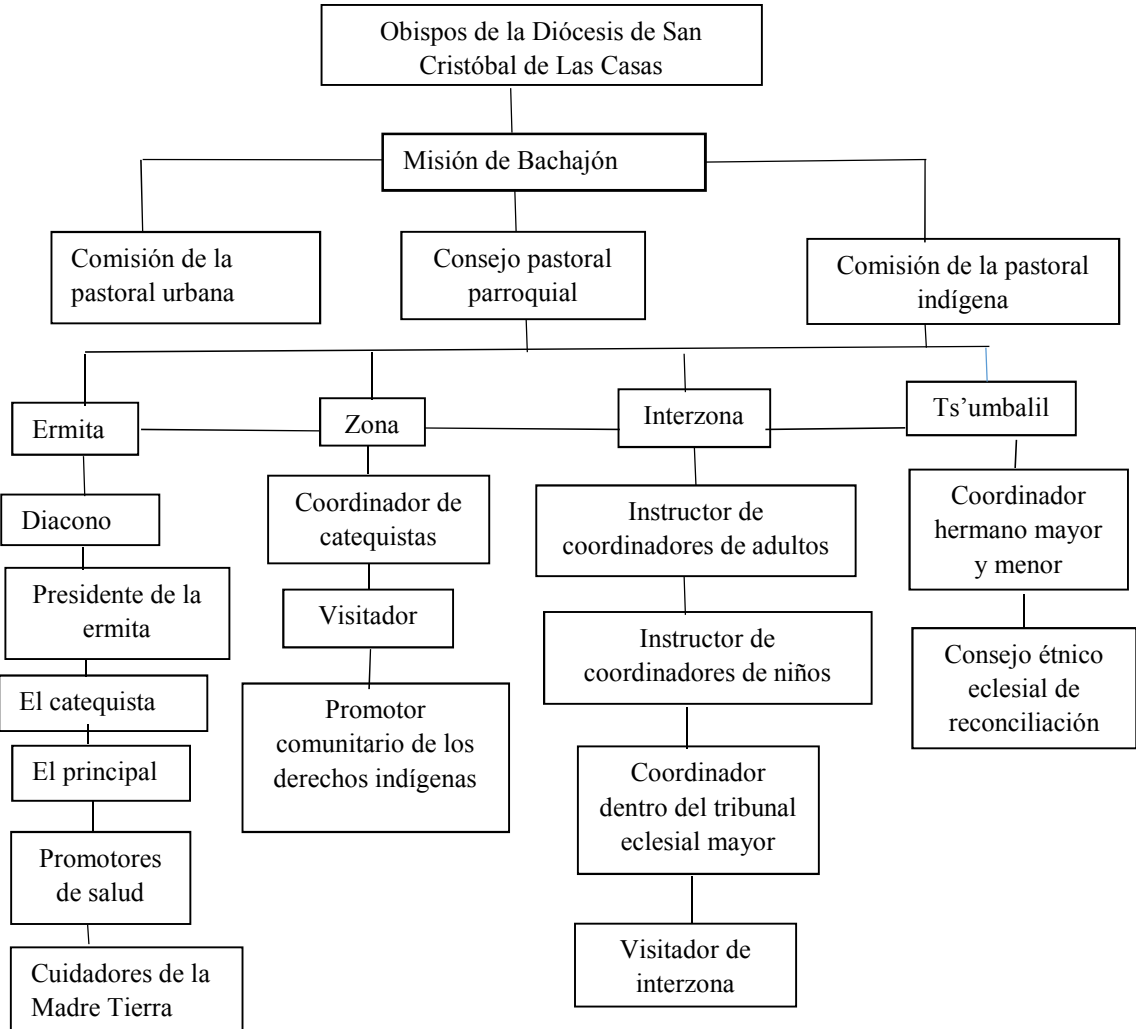 Obispos de la Diócesis de San
Cristóbal de Las Casas
Misión de Bachajón
Comisión de la
pastoral urbana
Consejo pastoral
parroquial
Comisión de la pastoral
indígena
Ermita
Zona
Interzona
Ts’umbalil
Diacono
Presidente de la
ermita
El catequista
El principal
Promotores
de salud
Cuidadores de la
Madre Tierra
Coordinador de
catequistas
Visitador
Promotor
comunitario de los
derechos indígenas
Instructor de
coordinadores de adultos
Instructor de
coordinadores de niños
Coordinador
dentro del tribunal
eclesial mayor
Visitador de
interzona
Coordinador
hermano mayor
y menor
Consejo étnico
eclesial de
reconciliación